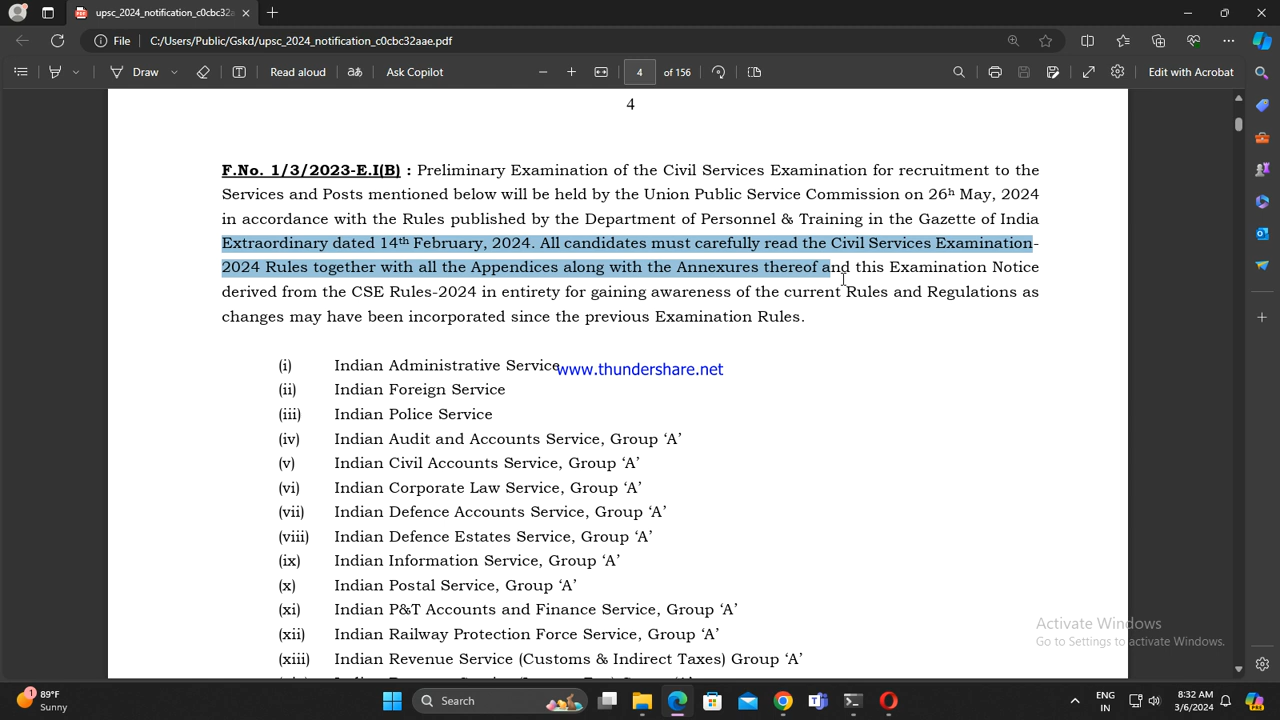 upsc_2024_notification_c0cbc32a
File
C:/Users/Public/Gskd/upsc_2024_notification_c0cbc32aae.pdf
Draw
Read aloud
aあ
Ask Copilot
4
of 156
Edit with Acrobat
4
F.No. 1/3/2023-E.I(B) : Preliminary Examination of the Civil Services Examination for recruitment to the
Services and Posts mentioned below will be held by the Union Public Service Commission on 26th May, 2024
in accordance with the Rules published by the Department of Personnel & Training in the Gazette of India
Extraordinary dated 14th February, 2024. All candidates must carefully read the Civil Services Examination-
2024 Rules together with all the Appendices along with the Annexures thereof and this Examination Notice
derived from the CSE Rules-2024 in entirety for gaining awareness of the current Rules and Regulations as
changes may have been incorporated since the previous Examination Rules.
(i) Indian Administrative Service
www.thundershare.net
(ii) Indian Foreign Service
(iii) Indian Police Service
(iv) Indian Audit and Accounts Service, Group ‘A’
(v) Indian Civil Accounts Service, Group ‘A’
(vi) Indian Corporate Law Service, Group ‘A’
(vii) Indian Defence Accounts Service, Group ‘A’
(viii) Indian Defence Estates Service, Group ‘A’
(ix) Indian Information Service, Group ‘A’
(x) Indian Postal Service, Group ‘A’
(xi) Indian P&T Accounts and Finance Service, Group ‘A’
(xii) Indian Railway Protection Force Service, Group ‘A’
(xiii) Indian Revenue Service (Customs & Indirect Taxes) Group ‘A’
Activate Windows
Go to Settings to activate Windows.
1
89°F
Sunny
Search
ENG
IN
8:32 AM
3/6/2024